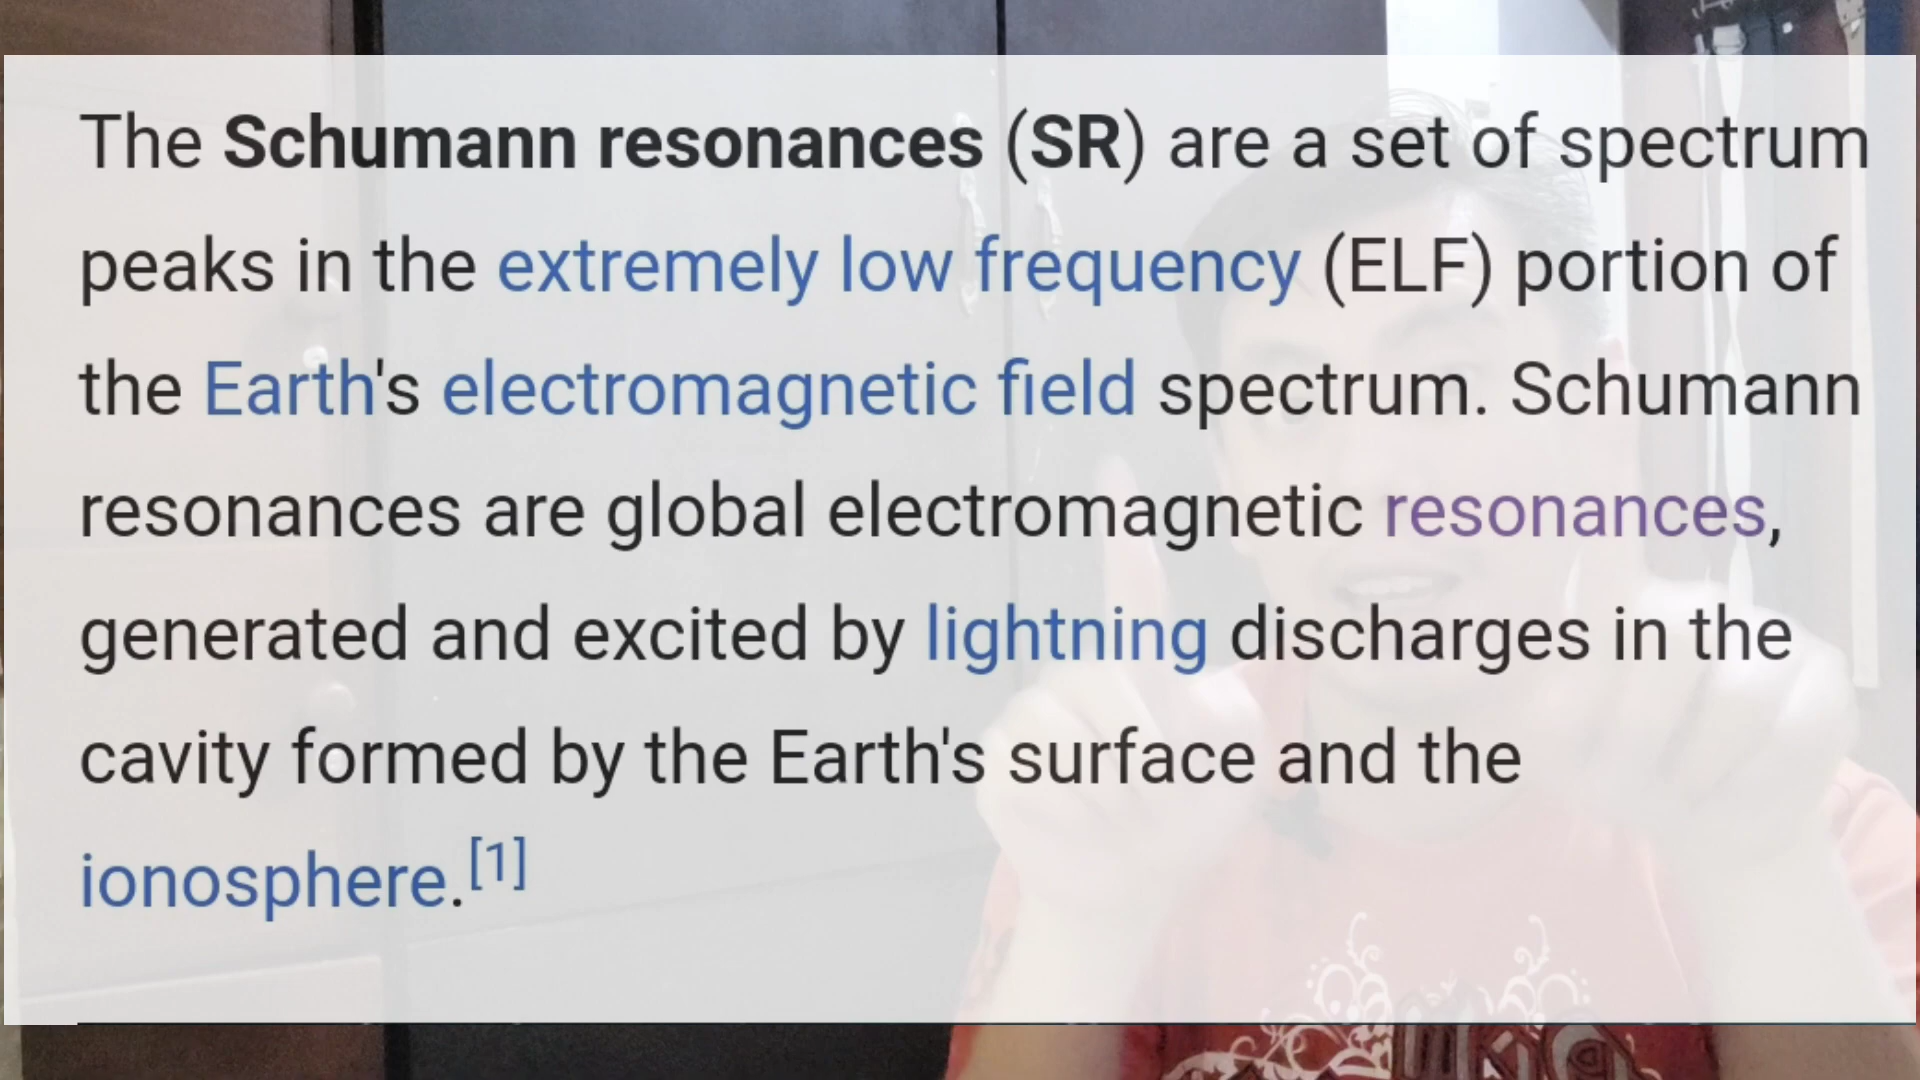 The Schumann resonances (SR) are a set of spectrum
peaks in the extremely low frequency (ELF) portion of
the Earth's electromagnetic field spectrum. Schumann
resonances are global electromagnetic resonances,
generated and excited by lightning discharges in the
cavity formed by the Earth's surface and the
ionosphere.[1]